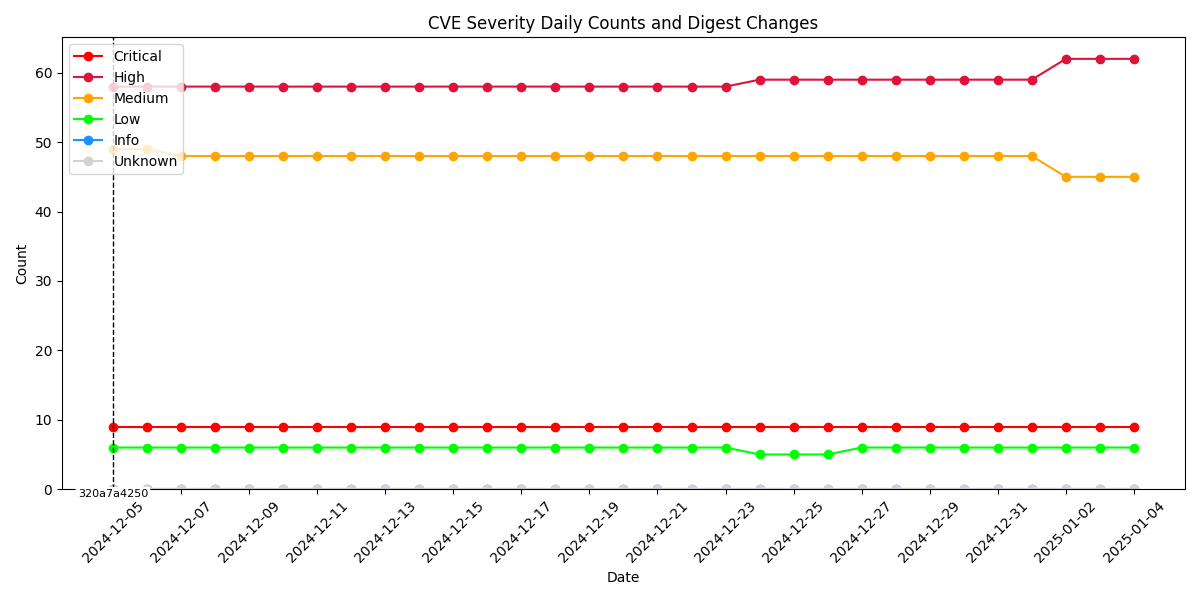 CVE Severity Daily Counts and Digest Changes
Critical
High
Medium
Low
Info
Unknown
60
50
40
30
20
10
0
Count
320a7a4250
2024-12-05
2024-12-07
2024-12-09
2024-12-11
2024-12-13
2024-12-15
2024-12-17
2024-12-19
2024-12-21
2024-12-23
2024-12-25
2024-12-27
2024-12-29
2024-12-31
2025-01-02
2025-01-04
Date